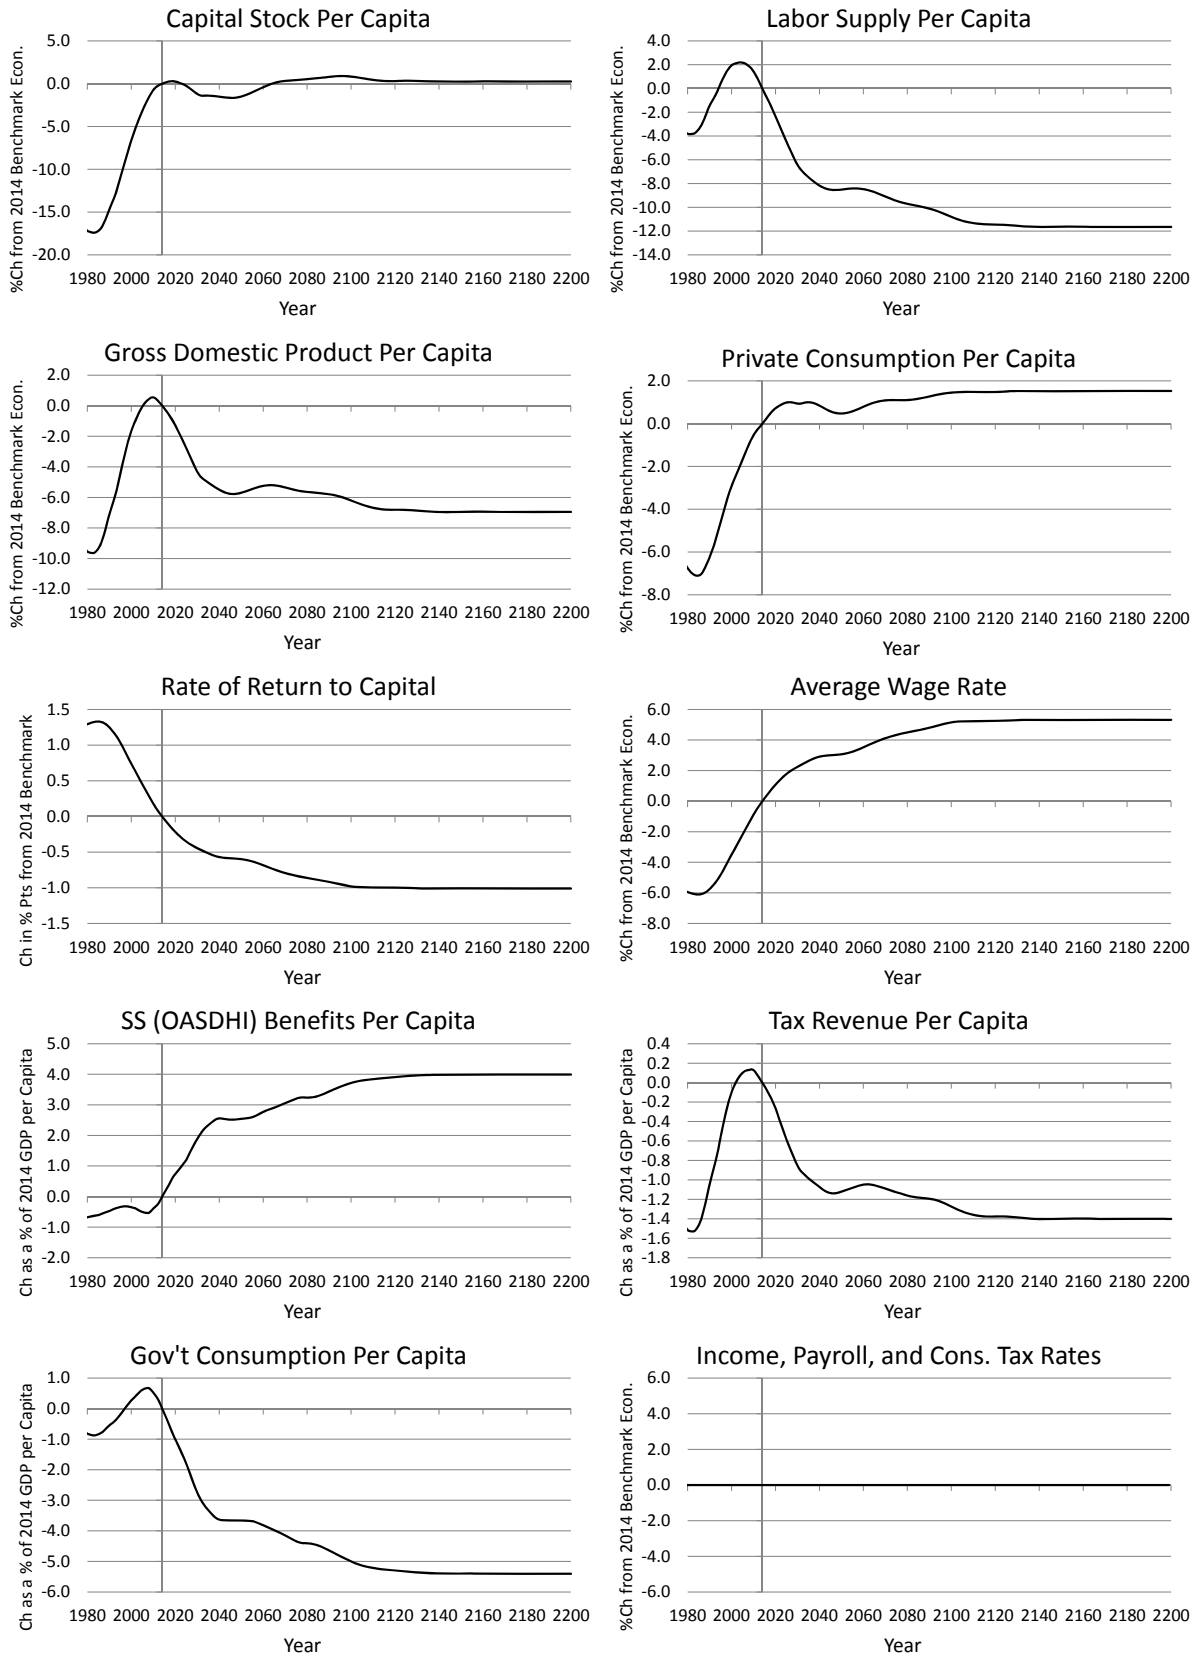 Capital Stock Per Capita
%Ch from 2014 Benchmark Econ.
5.0
0.0
-5.0
-10.0
-15.0
-20.0
1980 2000 2020 2040 2060 2080 2100 2120 2140 2160 2180 2200
Year
Labor Supply Per Capita
%Ch from 2014 Benchmark Econ.
4.0
2.0
0.0
-2.0
-4.0
-6.0
-8.0
-10.0
-12.0
-14.0
1980 2000 2020 2040 2060 2080 2100 2120 2140 2160 2180 2200
Year
Gross Domestic Product Per Capita
%Ch from 2014 Benchmark Econ.
2.0
0.0
-2.0
-4.0
-6.0
-8.0
-10.0
-12.0
1980 2000 2020 2040 2060 2080 2100 2120 2140 2160 2180 2200
Year
Private Consumption Per Capita
%Ch from 2014 Benchmark Econ.
2.0
0.0
-2.0
-4.0
-6.0
-8.0
1980 2000 2020 2040 2060 2080 2100 2120 2140 2160 2180 2200
Year
Rate of Return to Capital
Ch in % Pts from 2014 Benchmark
1.5
1.0
0.5
0.0
-0.5
-1.0
-1.5
1980 2000 2020 2040 2060 2080 2100 2120 2140 2160 2180 2200
Year
Average Wage Rate
%Ch from 2014 Benchmark Econ.
6.0
4.0
2.0
0.0
-2.0
-4.0
-6.0
-8.0
1980 2000 2020 2040 2060 2080 2100 2120 2140 2160 2180 2200
Year
SS (OASDHI) Benefits Per Capita
Ch as a % of 2014 GDP per Capita
5.0
4.0
3.0
2.0
1.0
0.0
-1.0
-2.0
1980 2000 2020 2040 2060 2080 2100 2120 2140 2160 2180 2200
Year
Tax Revenue Per Capita
Ch as a % of 2014 GDP per Capita
0.4
0.2
0.0
-0.2
-0.4
-0.6
-0.8
-1.0
-1.2
-1.4
-1.6
-1.8
1980 2000 2020 2040 2060 2080 2100 2120 2140 2160 2180 2200
Year
Gov't Consumption Per Capita
Ch as a % of 2014 GDP per Capita
1.0
0.0
-1.0
-2.0
-3.0
-4.0
-5.0
-6.0
1980 2000 2020 2040 2060 2080 2100 2120 2140 2160 2180 2200
Year
Income, Payroll, and Cons. Tax Rates
%Ch from 2014 Benchmark Econ.
6.0
4.0
2.0
0.0
-2.0
-4.0
-6.0
1980 2000 2020 2040 2060 2080 2100 2120 2140 2160 2180 2200
Year